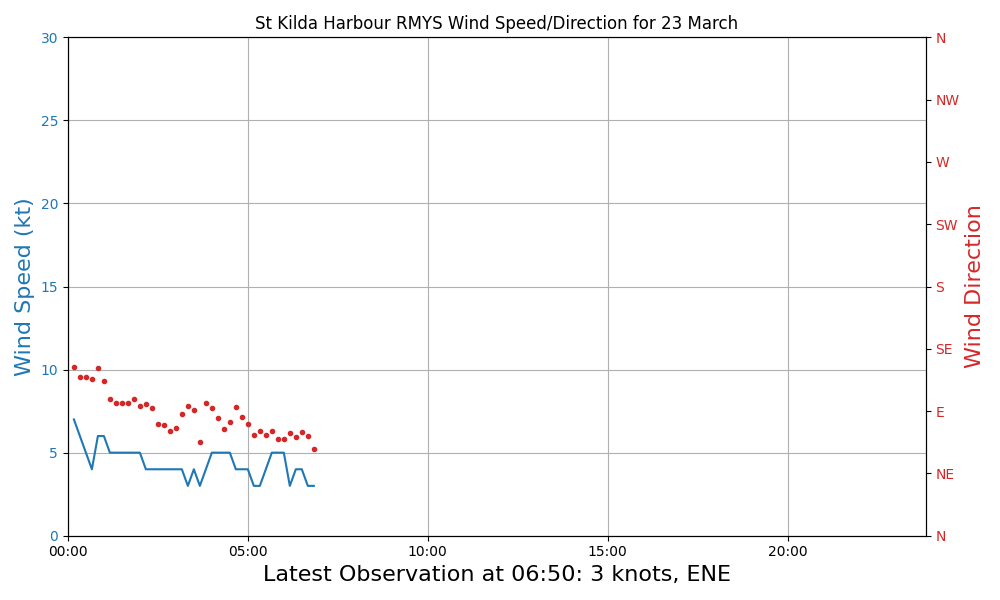 St Kilda Harbour RMYS Wind Speed/Direction for 23 March
Wind Speed (kt)
30
25
20
15
10
5
0
00:00
05:00
10:00
15:00
20:00
N
NW
W
SW
S
SE
E
NE
N
Wind Direction
Latest Observation at 06:50: 3 knots, ENE